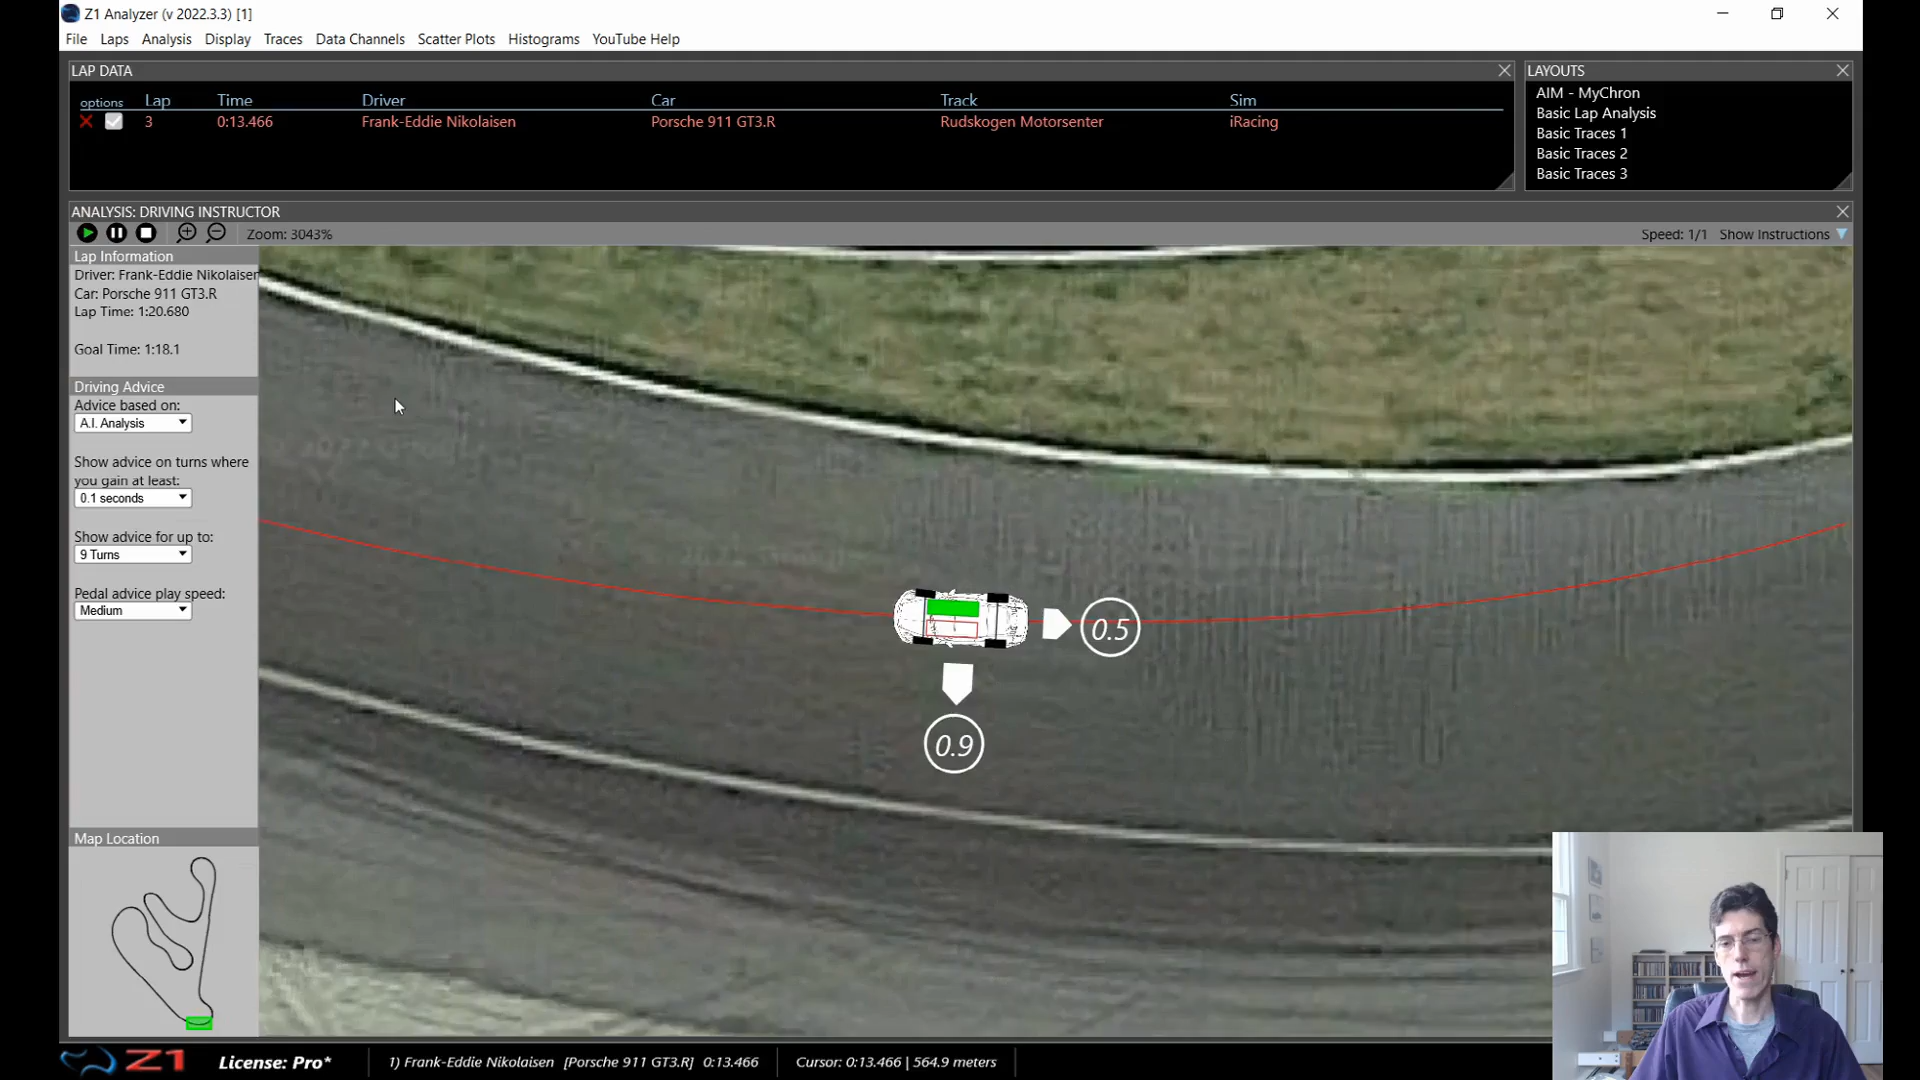 Z1 Analyzer (v 2022.3.3) [1]
File Laps Analysis Display Traces Data Channels Scatter Plots Histograms YouTube Help
LAP DATA
options Lap Time Driver Car Track Sim
3 0:13.466 Frank-Eddie Nikolaisen Porsche 911 GT3.R Rudskogen Motorsenter iRacing
LAYOUTS
AIM - MyChron
Basic Lap Analysis
Basic Traces 1
Basic Traces 2
Basic Traces 3
ANALYSIS: DRIVING INSTRUCTOR
Zoom: 3043% Speed: 1/1 Show Instructions
Lap Information
Driver: Frank-Eddie Nikolaisen
Car: Porsche 911 GT3.R
Lap Time: 1:20.680
Goal Time: 1:18.1
Driving Advice
Advice based on:
A.I. Analysis
Show advice on turns where
you gain at least:
0.1 seconds
Show advice for up to:
9 Turns
Pedal advice play speed:
Medium
0.5
0.9
Map Location
Z1 License: Pro* 1) Frank-Eddie Nikolaisen [Porsche 911 GT3.R] 0:13.466 Cursor: 0:13.466 | 564.9 meters